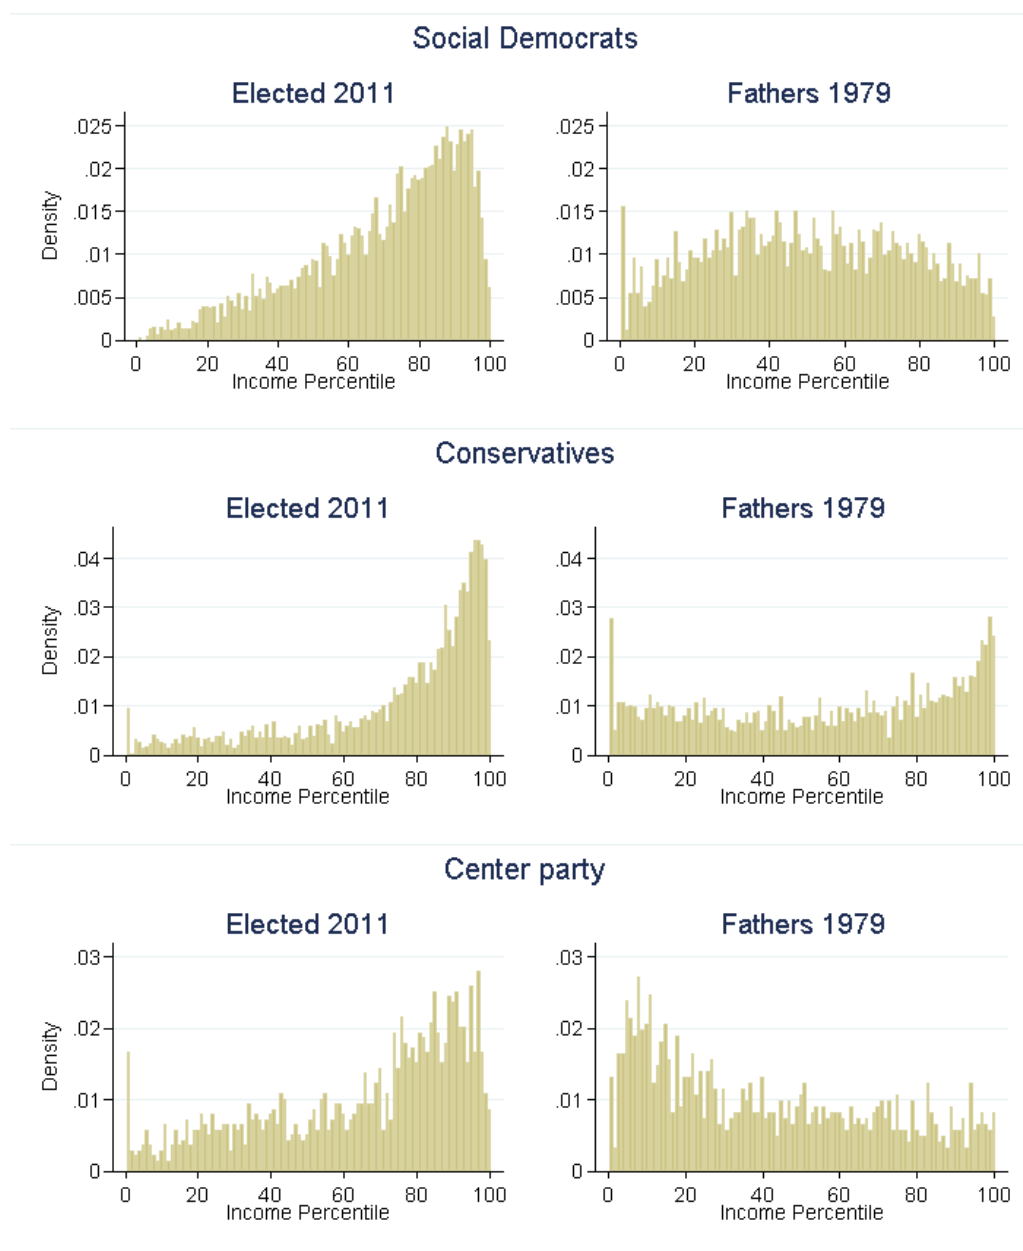 Social Democrats
Elected 2011
Fathers 1979
Density
.025
.02
.015
.01
.005
0
0 20 40 60 80 100
Income Percentile
.025
.02
.015
.01
.005
0
0 20 40 60 80 100
Income Percentile
Conservatives
Elected 2011
Fathers 1979
Density
.04
.03
.02
.01
0
0 20 40 60 80 100
Income Percentile
.04
.03
.02
.01
0
0 20 40 60 80 100
Income Percentile
Center party
Elected 2011
Fathers 1979
Density
.03
.02
.01
0
0 20 40 60 80 100
Income Percentile
.03
.02
.01
0
0 20 40 60 80 100
Income Percentile